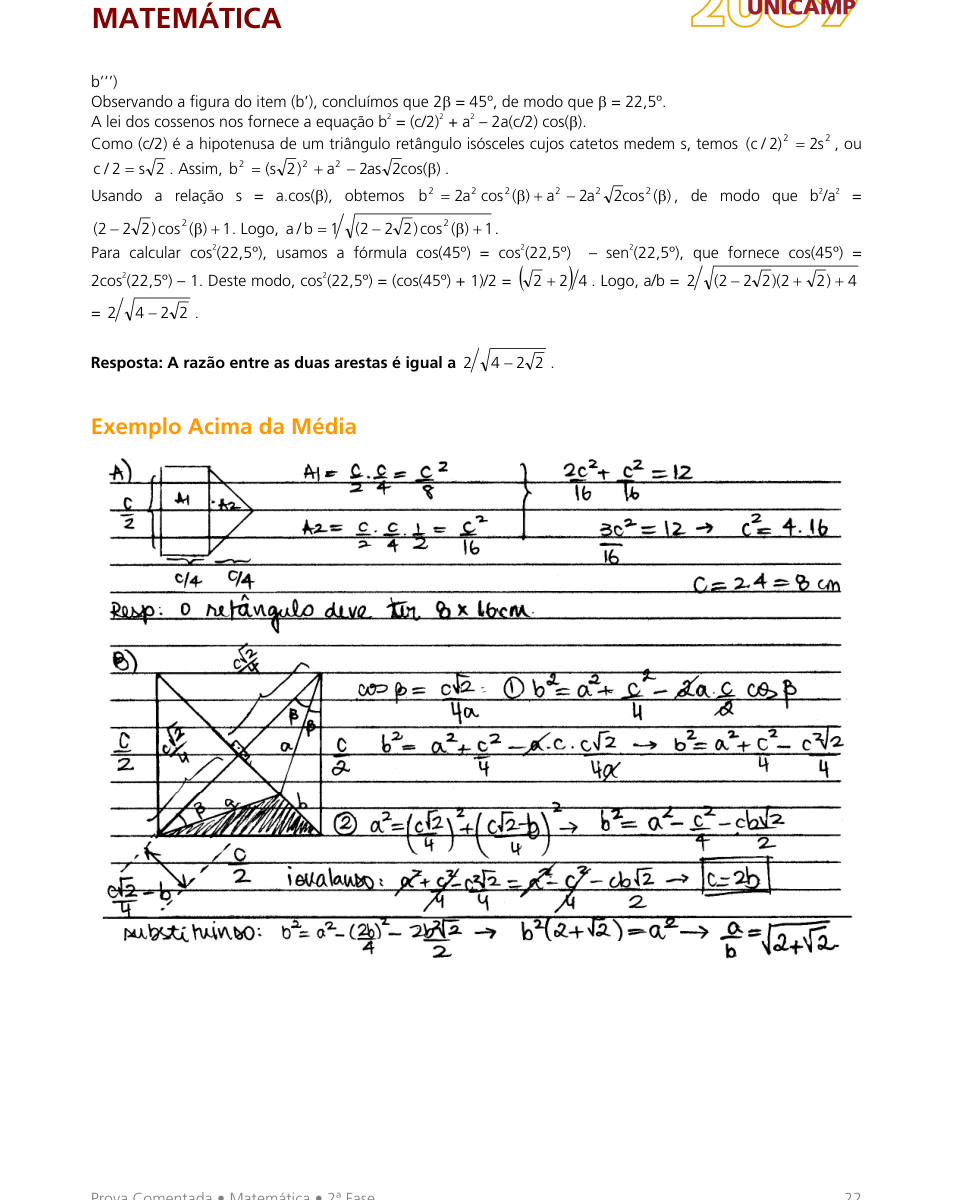 MATEMÁTICA
2009 UNICAMP
b’’’)
Observando a figura do item (b’), concluímos que 2β = 45º, de modo que β = 22,5º.
A lei dos cossenos nos fornece a equação b² = (c/2)² + a² – 2a(c/2) cos(β).
Como (c/2) é a hipotenusa de um triângulo retângulo isósceles cujos catetos medem s, temos (c / 2)² = 2s² , ou
c / 2 = s√2 . Assim, b² = (s√2)² + a² − 2as√2cos(β) .
Usando a relação s = a.cos(β), obtemos b² = 2a² cos²(β) + a² − 2a²√2cos²(β) , de modo que b²/a² =
(2 − 2√2)cos²(β) + 1. Logo, a / b = 1/√((2 − 2√2)cos²(β) + 1.
Para calcular cos²(22,5º), usamos a fórmula cos(45º) = cos²(22,5º) – sen²(22,5º), que fornece cos(45º) =
2cos²(22,5º) – 1. Deste modo, cos²(22,5º) = (cos(45º) + 1)/2 = (√2 + 2)/4 . Logo, a/b = 2/√((2 − 2√2)(2 + √2) + 4
= 2/√(4 − 2√2) .
Resposta: A razão entre as duas arestas é igual a 2/√(4 − 2√2) .
Exemplo Acima da Média
A) c/2 A1 A2 c/4 c/4
A1 = c/2 . c/4 = c²/8 } 2c²/16 + c²/16 = 12
A2 = c/2 . c/4 . 1/2 = c²/16 3c²/16 = 12 → c² = 4.16
C = 2.4 = 8 cm
Resp: O retângulo deve ter 8 x 16cm.
B) c√2/4 c√2/4 c/2 β β a c/2 β a b c/2 c√2/4 − b
cos β = c√2/4a . ① b² = a² + c²/4 − 2a.c/2 cos β
b² = a² + c²/4 − a.c.c√2/4a → b² = a² + c²/4 − c²√2/4
② a² = (c√2/4)² + (c√2/4 − b)² → b² = a² − c²/4 − cb√2/2
igualando: a² + c²/4 − c²√2/4 = a² − c²/4 − cb√2/2 → c = 2b
substituindo: b² = a² − (2b)²/4 − 2b²√2/2 → b²(2+√2) = a² → a/b = √(2+√2)
Prova Comentada • Matemática • 2ª Fase
22